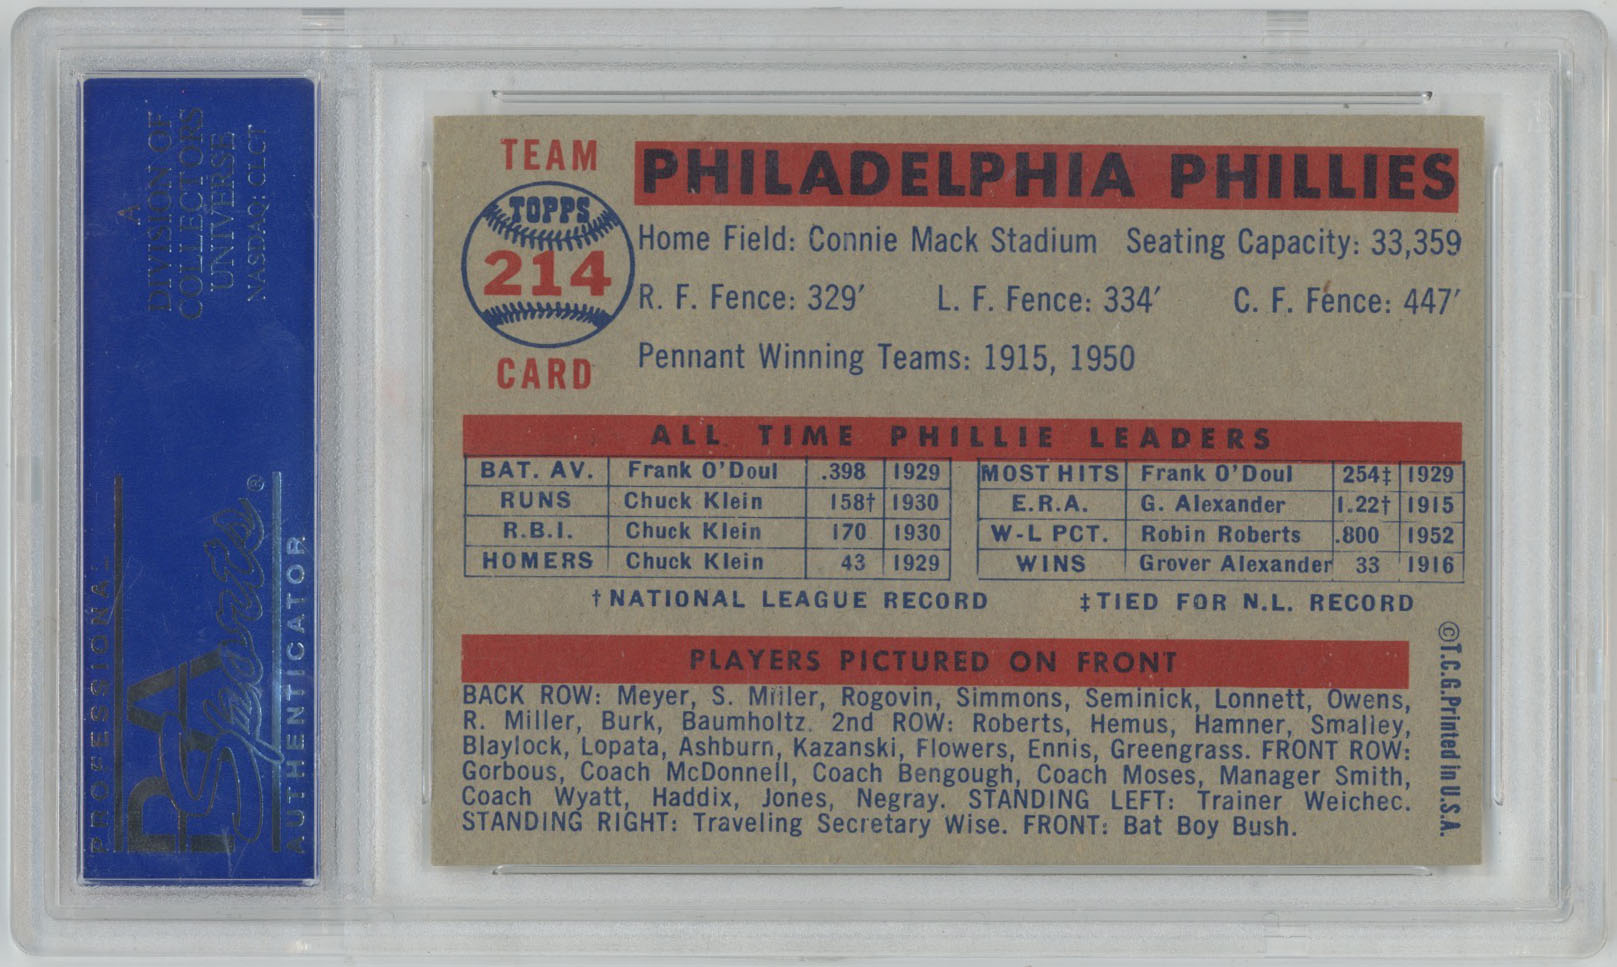 A
DIVISION OF
COLLECTORS
UNIVERSE
NASDAQ: CLCT
PROFESSIONAL
PSA
Sports®
AUTHENTICATOR
TEAM
TOPPS
214
CARD
PHILADELPHIA PHILLIES
Home Field: Connie Mack Stadium Seating Capacity: 33,359
R. F. Fence: 329′ L. F. Fence: 334′ C. F. Fence: 447′
Pennant Winning Teams: 1915, 1950
ALL TIME PHILLIE LEADERS
BAT. AV. Frank O'Doul .398 1929 MOST HITS Frank O'Doul 254‡ 1929
RUNS Chuck Klein 158† 1930 E.R.A. G. Alexander 1.22† 1915
R.B.I. Chuck Klein 170 1930 W-L PCT. Robin Roberts .800 1952
HOMERS Chuck Klein 43 1929 WINS Grover Alexander 33 1916
†NATIONAL LEAGUE RECORD ‡TIED FOR N.L. RECORD
PLAYERS PICTURED ON FRONT
BACK ROW: Meyer, S. Miller, Rogovin, Simmons, Seminick, Lonnett, Owens,
R. Miller, Burk, Baumholtz. 2nd ROW: Roberts, Hemus, Hamner, Smalley,
Blaylock, Lopata, Ashburn, Kazanski, Flowers, Ennis, Greengrass. FRONT ROW:
Gorbous, Coach McDonnell, Coach Bengough, Coach Moses, Manager Smith,
Coach Wyatt, Haddix, Jones, Negray. STANDING LEFT: Trainer Weichec.
STANDING RIGHT: Traveling Secretary Wise. FRONT: Bat Boy Bush.
©T.C.G. Printed in U.S.A.